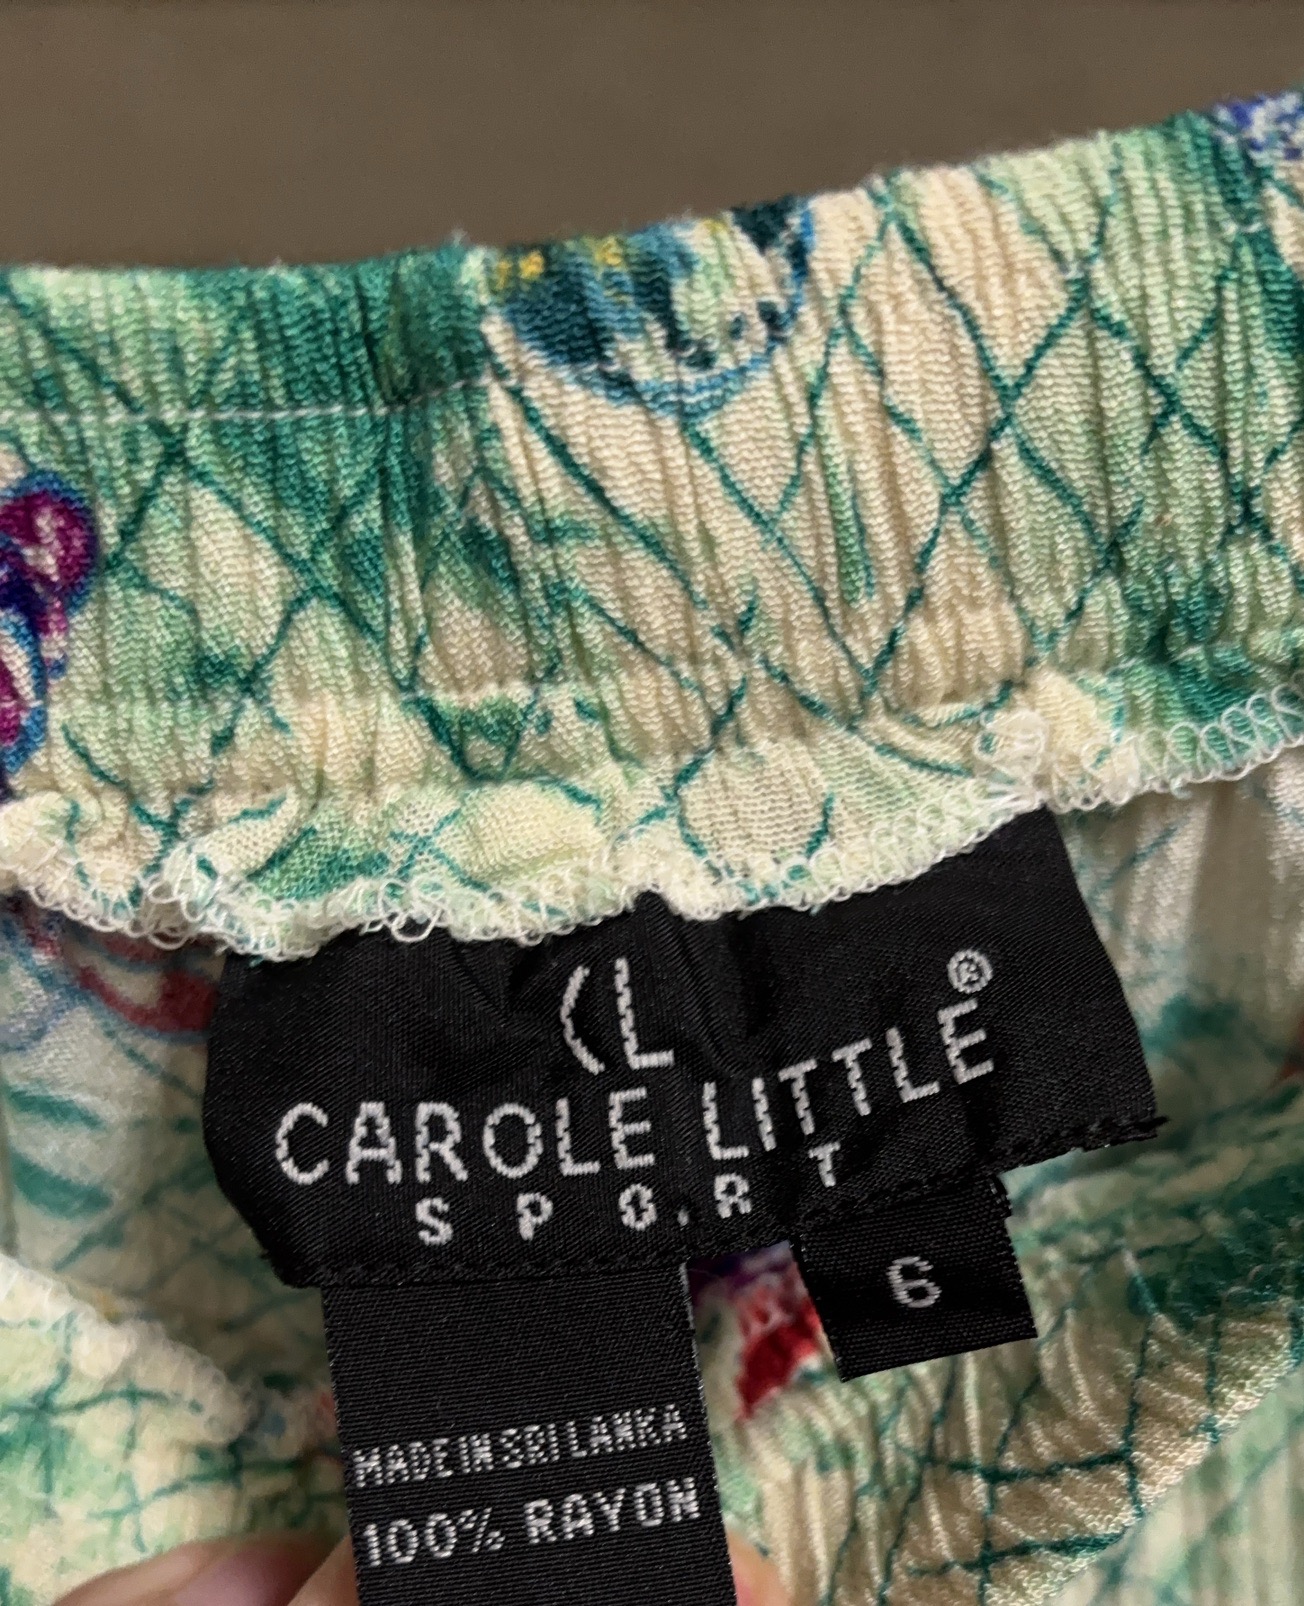 CL
CAROLE LITTLE®
SPORT
6
MADE IN SRI LANKA
100% RAYON